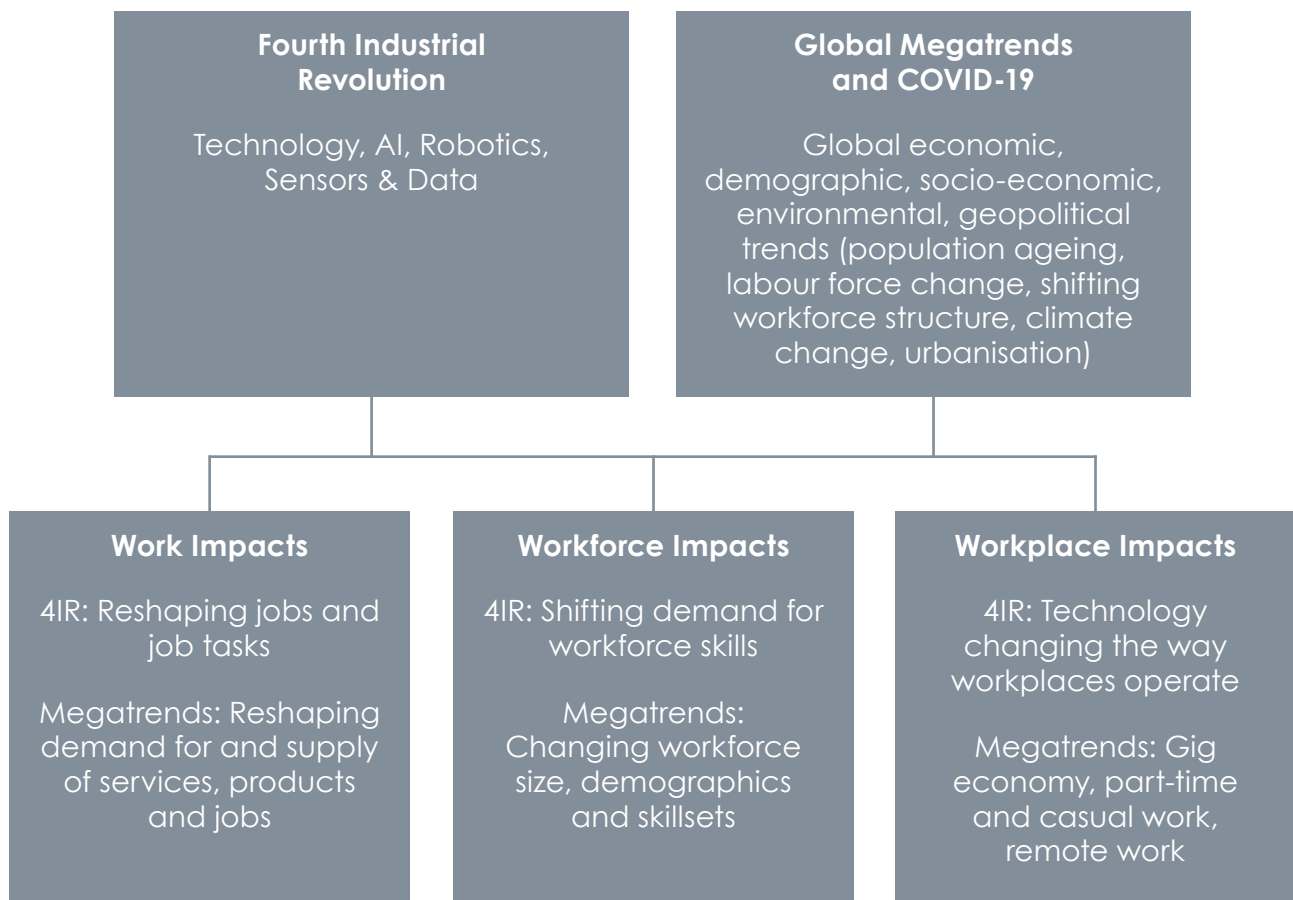 Fourth Industrial
Revolution
Technology, AI, Robotics,
Sensors & Data
Global Megatrends
and COVID-19
Global economic,
demographic, socio-economic,
environmental, geopolitical
trends (population ageing,
labour force change, shifting
workforce structure, climate
change, urbanisation)
Work Impacts
4IR: Reshaping jobs and
job tasks
Megatrends: Reshaping
demand for and supply
of services, products
and jobs
Workforce Impacts
4IR: Shifting demand for
workforce skills
Megatrends:
Changing workforce
size, demographics
and skillsets
Workplace Impacts
4IR: Technology
changing the way
workplaces operate
Megatrends: Gig
economy, part-time
and casual work,
remote work